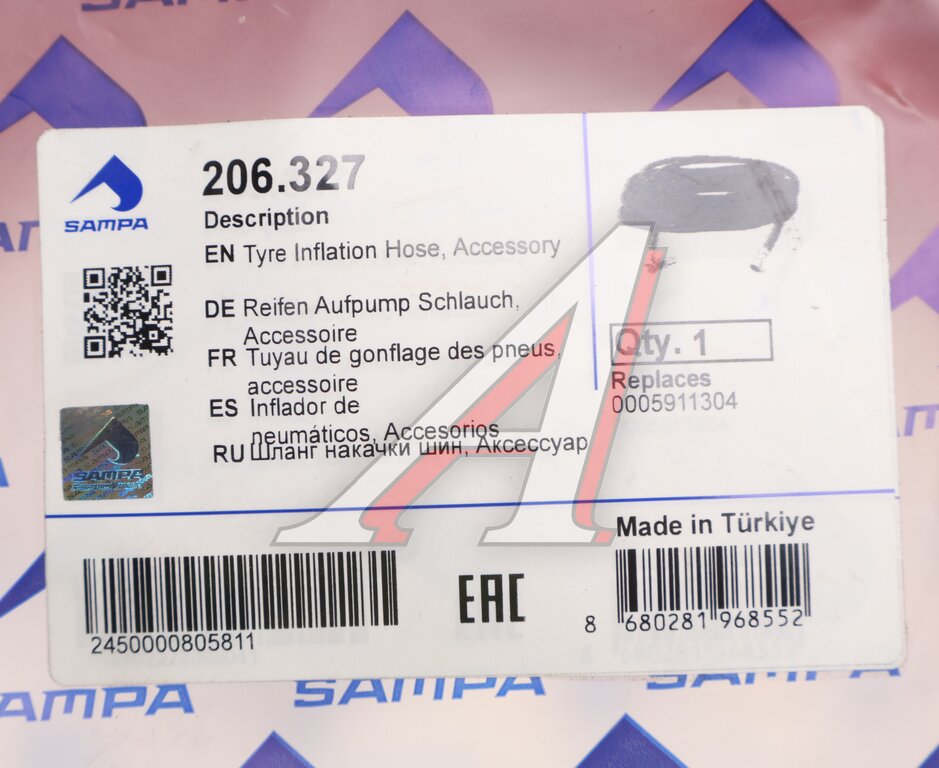 SAMPA
206.327
Description
EN Tyre Inflation Hose, Accessory
DE Reifen Aufpump Schlauch,
Accessoire
FR Tuyau de gonflage des pneus,
accessoire
ES Inflador de
neumáticos, Accesorios
RU Шланг накачки шин, Аксессуар
SAMPA
Qty. 1
Replaces
0005911304
Made in Türkiye
2450000805811
EAC
8 680281 968552
SAMPA
SAMPA
SAMPA